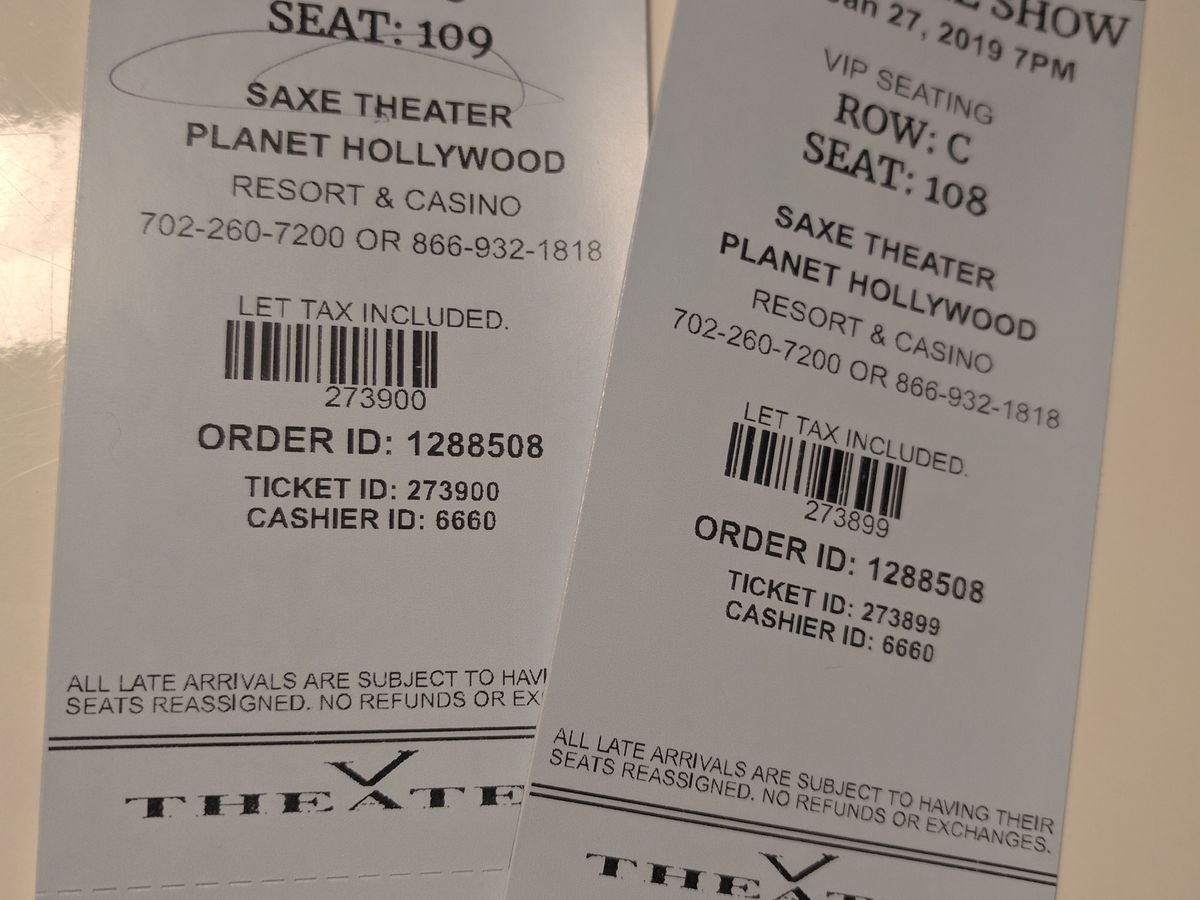 SEAT: 109
SAXE THEATER
PLANET HOLLYWOOD
RESORT & CASINO
702-260-7200 OR 866-932-1818
LET TAX INCLUDED.
273900
ORDER ID: 1288508
TICKET ID: 273900
CASHIER ID: 6660
ALL LATE ARRIVALS ARE SUBJECT TO HAVI
SEATS REASSIGNED. NO REFUNDS OR EX
V
THEATE
SHOW
Jan 27, 2019 7PM
VIP SEATING
ROW: C
SEAT: 108
SAXE THEATER
PLANET HOLLYWOOD
RESORT & CASINO
702-260-7200 OR 866-932-1818
LET TAX INCLUDED.
273899
ORDER ID: 1288508
TICKET ID: 273899
CASHIER ID: 6660
ALL LATE ARRIVALS ARE SUBJECT TO HAVING THEIR
SEATS REASSIGNED. NO REFUNDS OR EXCHANGES.
V
THEAT